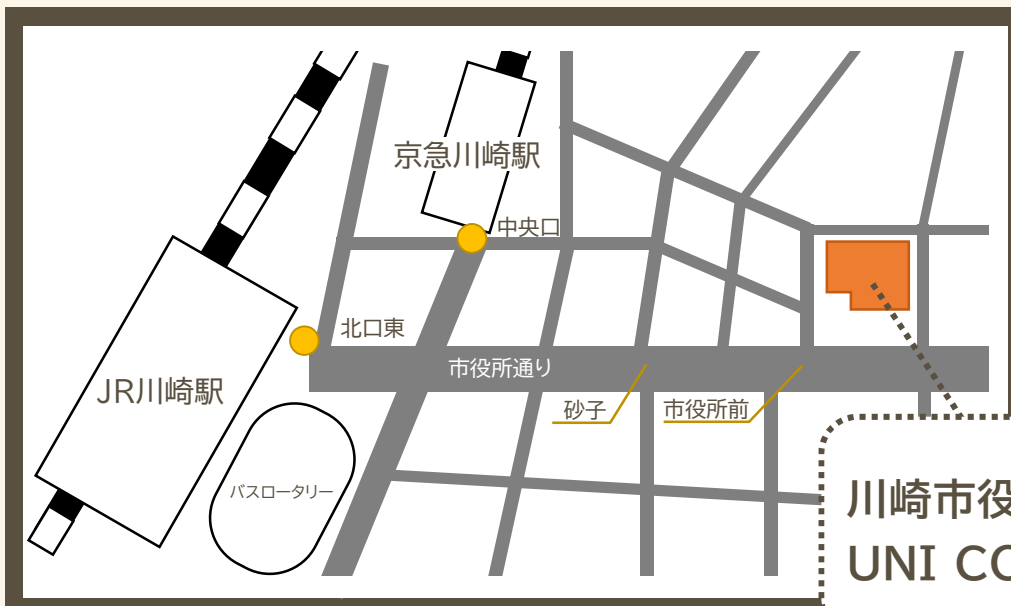 京急川崎駅
中央口
北口東
市役所通り
JR川崎駅
砂子
市役所前
バスロータリー
川崎市役
UNI CO